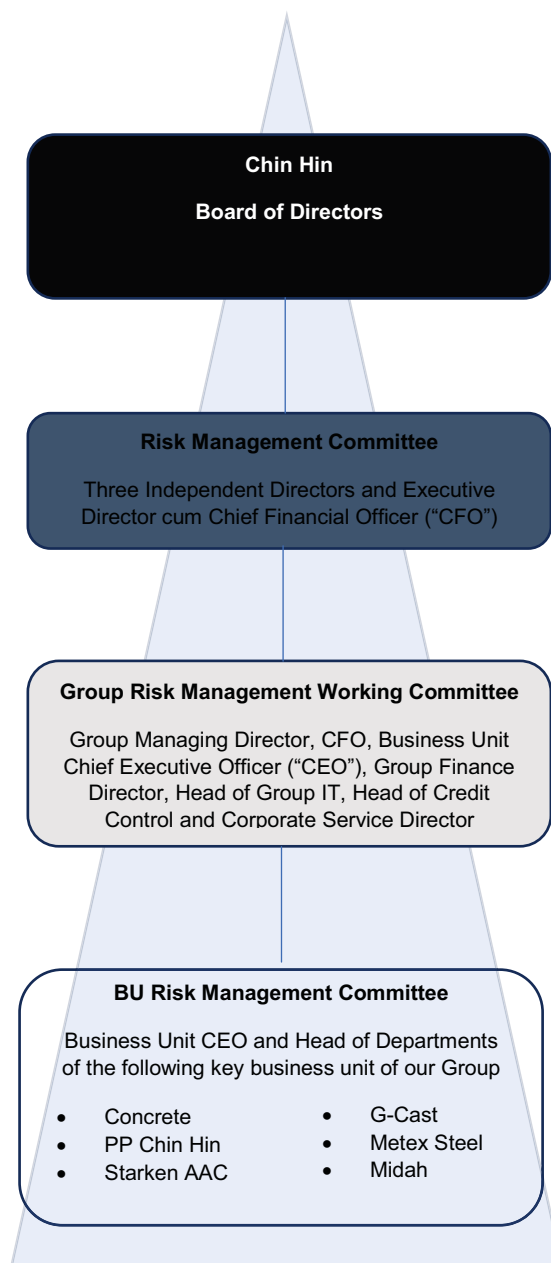 Chin Hin
Board of Directors
Risk Management Committee
Three Independent Directors and Executive
Director cum Chief Financial Officer (“CFO”)
Group Risk Management Working Committee
Group Managing Director, CFO, Business Unit
Chief Executive Officer (“CEO”), Group Finance
Director, Head of Group IT, Head of Credit
Control and Corporate Service Director
BU Risk Management Committee
Business Unit CEO and Head of Departments
of the following key business unit of our Group
• Concrete
• PP Chin Hin
• Starken AAC
• G-Cast
• Metex Steel
• Midah